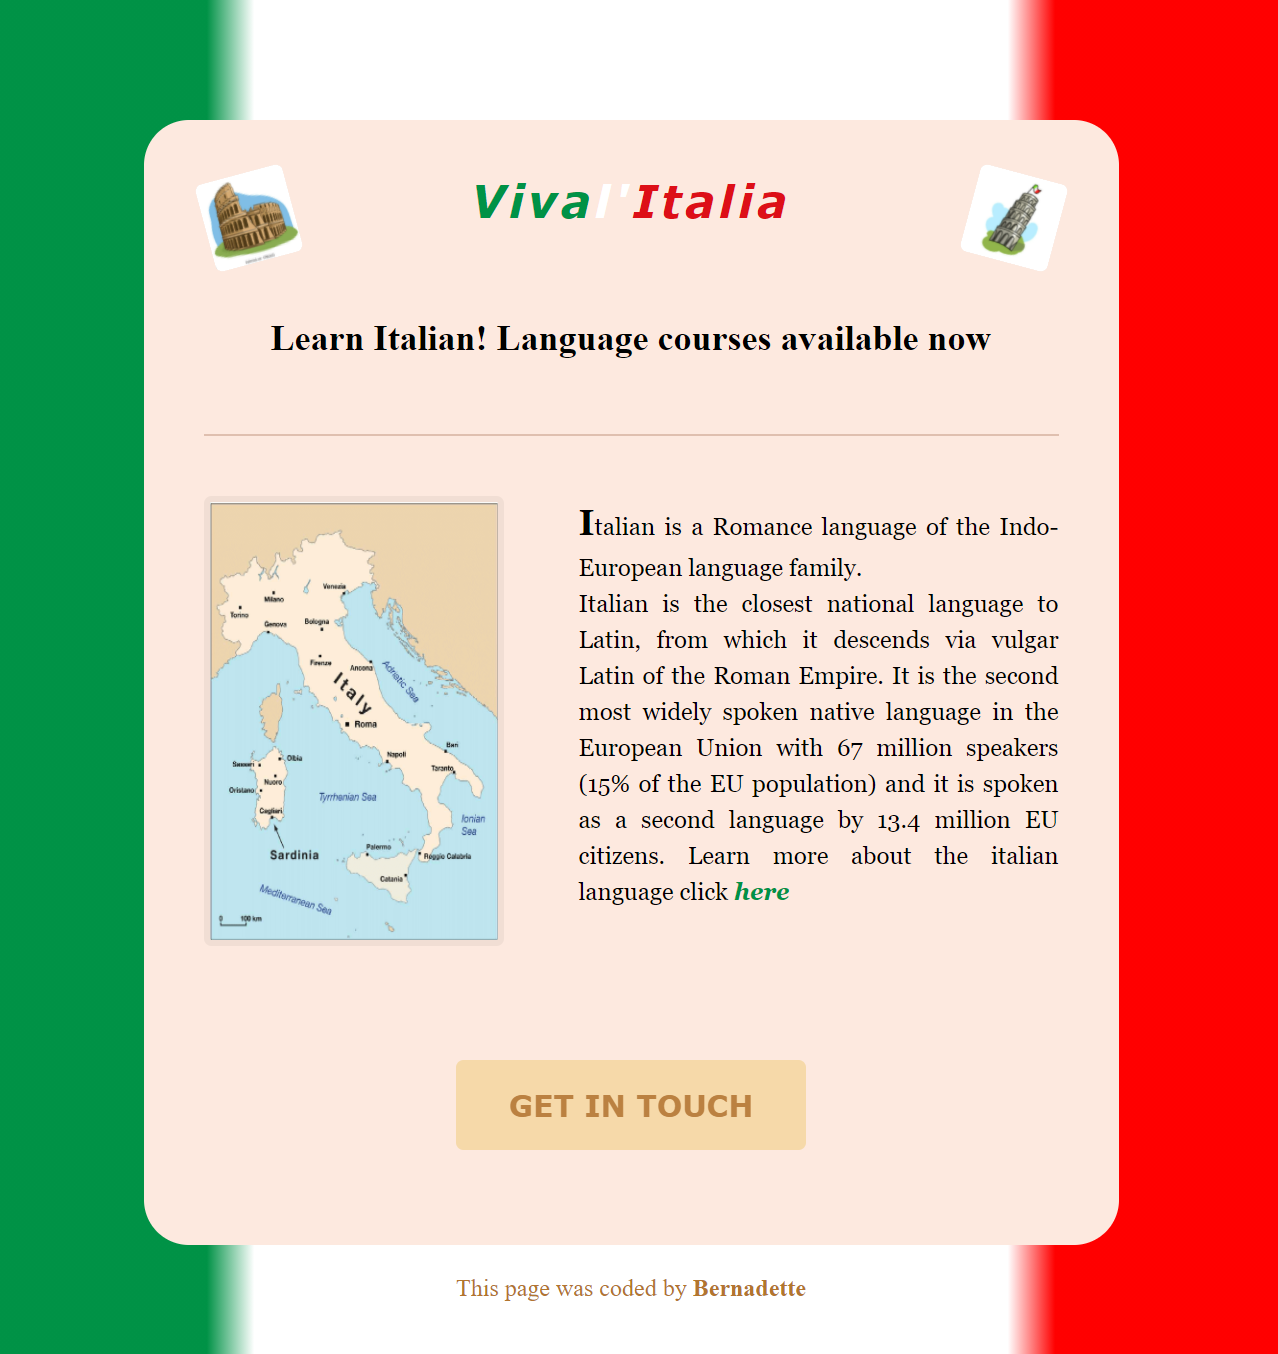 Vival'Italia
Learn Italian! Language courses available now
Italian is a Romance language of the Indo-
European language family.
Italian is the closest national language to
Latin, from which it descends via vulgar
Latin of the Roman Empire. It is the second
most widely spoken native language in the
European Union with 67 million speakers
(15% of the EU population) and it is spoken
as a second language by 13.4 million EU
citizens. Learn more about the italian
language click here
Venezia
Milano
Torino
Genova
Bologna
Firenze
Ancona
Adriatic Sea
Italy
Roma
Napoli
Bari
Taranto
Olbia
Sassari
Nuoro
Oristano
Cagliari
Tyrrhenian Sea
Ionian
Sea
Sardinia
Palermo
Reggio Calabria
Catania
Mediterranean Sea
0 100 km
GET IN TOUCH
This page was coded by Bernadette